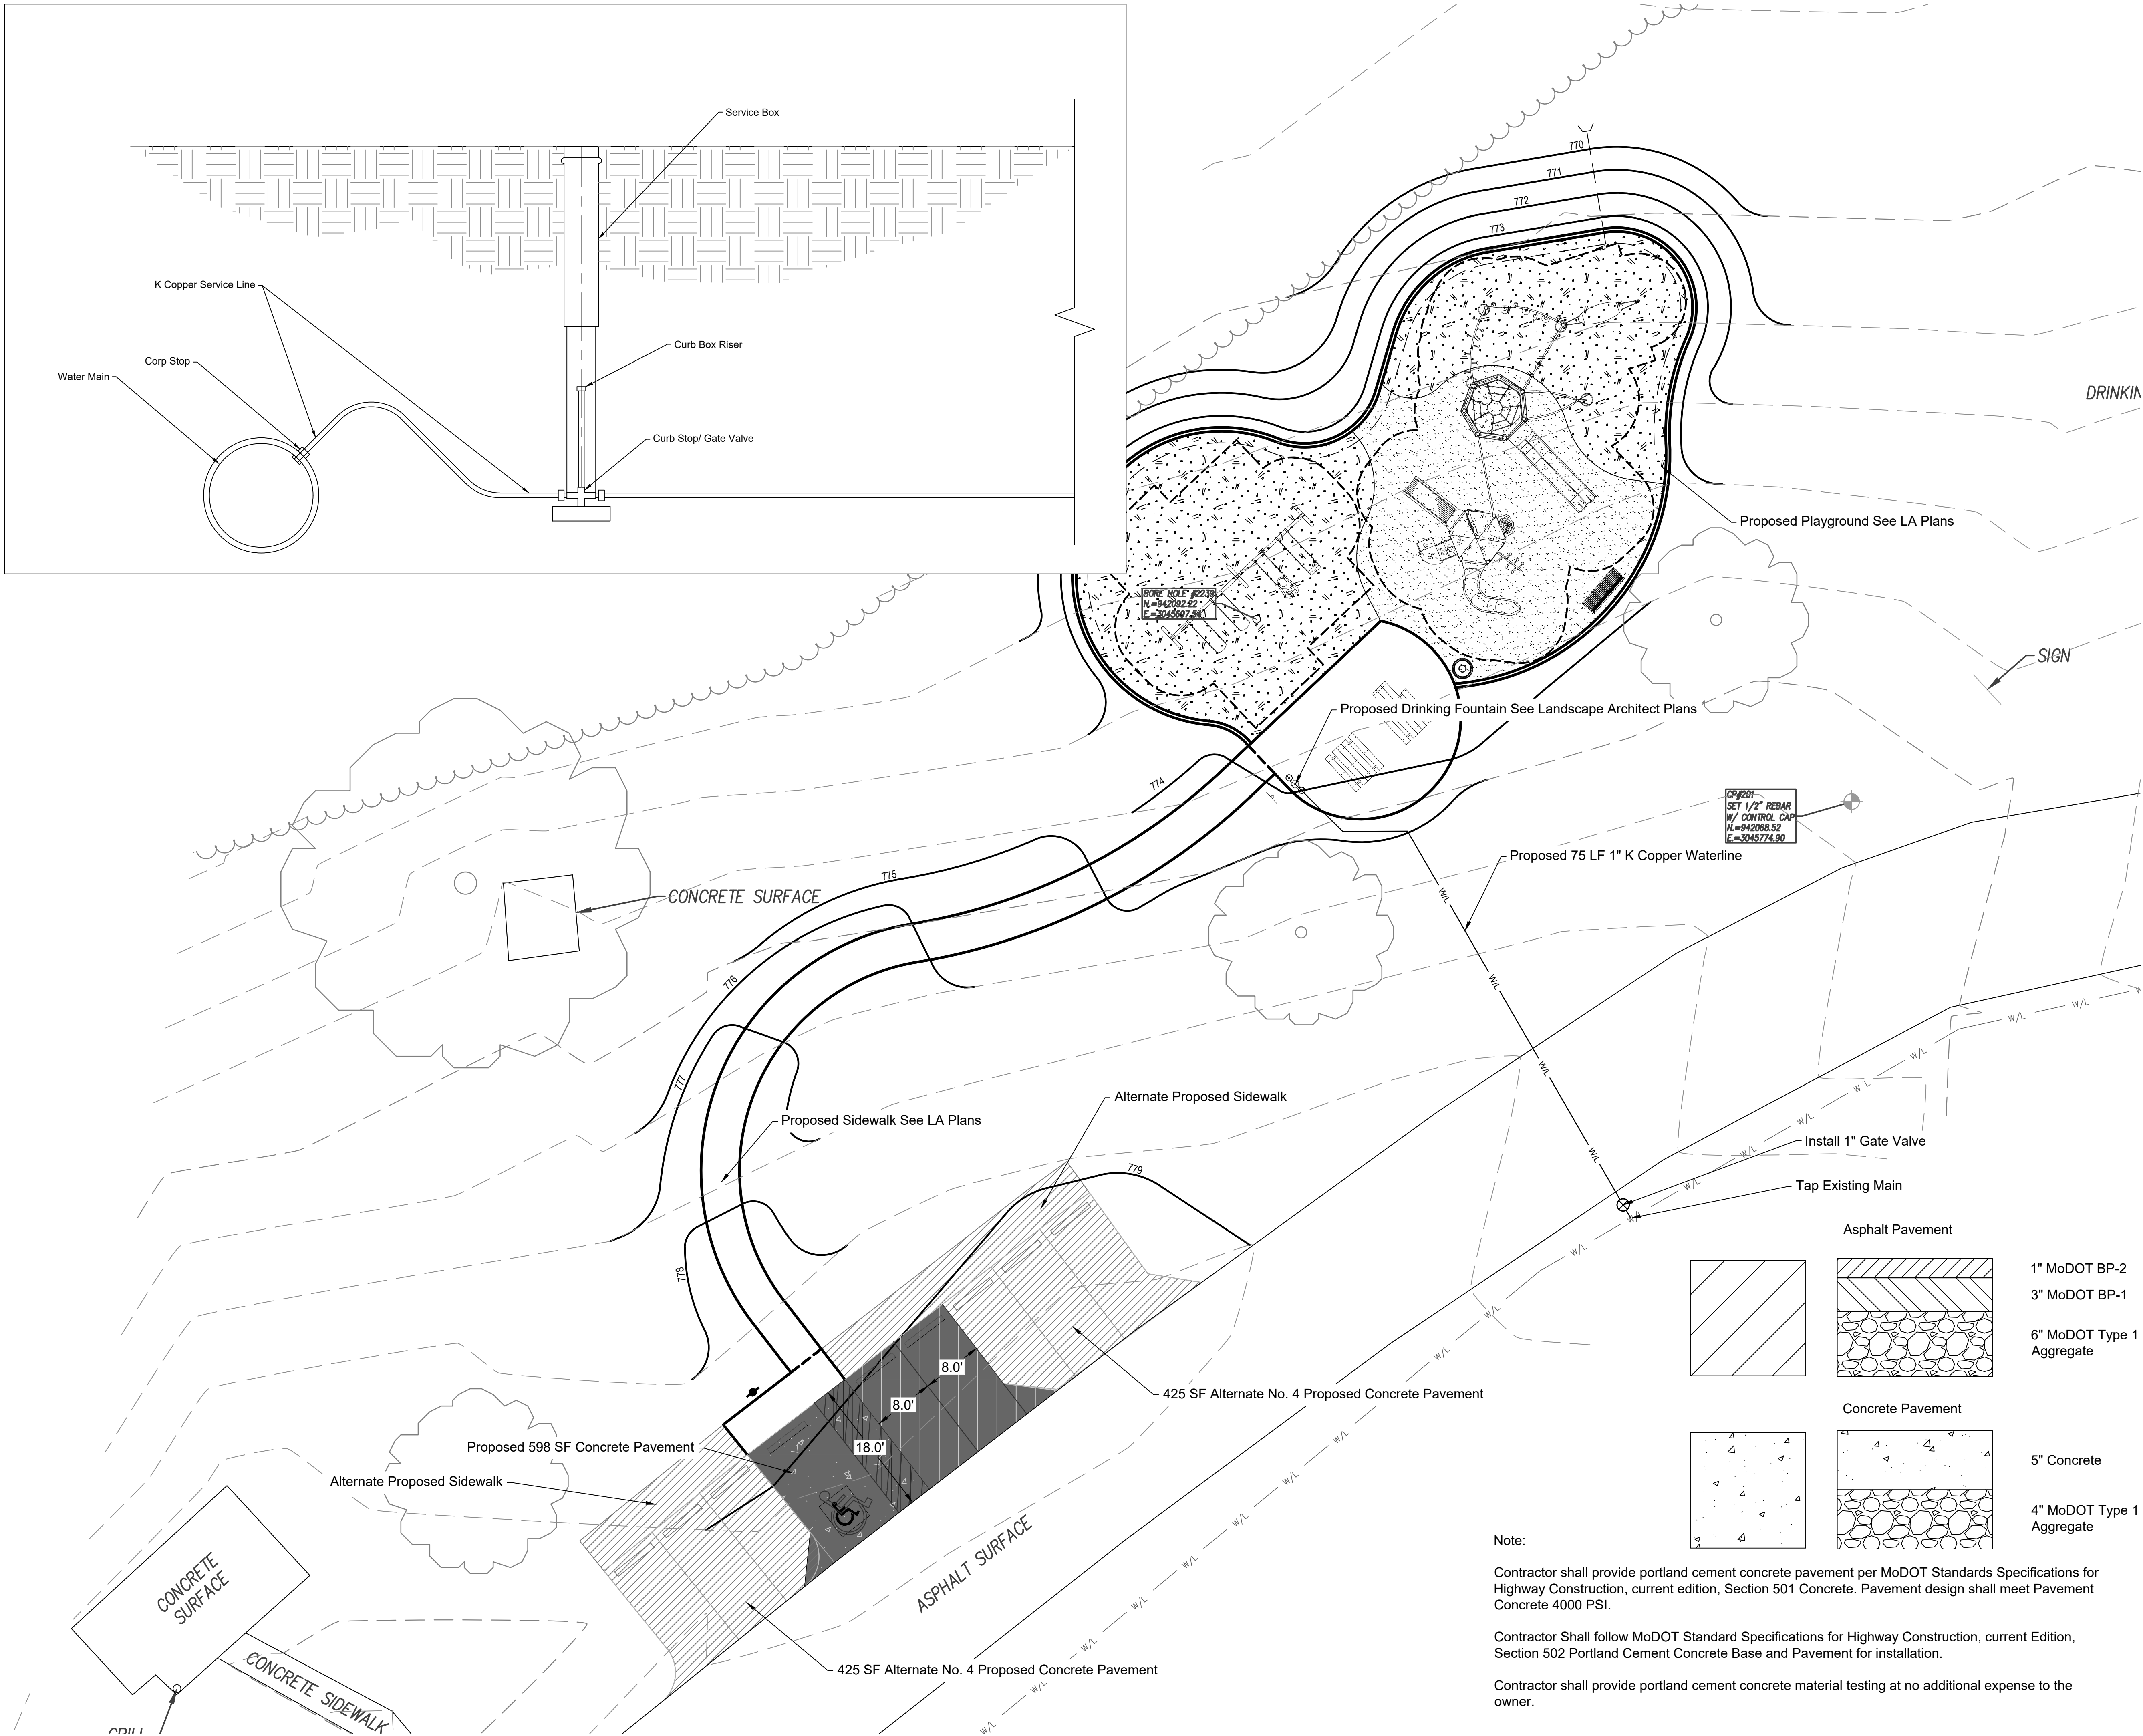 Service Box
K Copper Service Line
Curb Box Riser
Corp Stop
Water Main
Curb Stop/ Gate Valve
770
771
772
773
DRINKIN
Proposed Playground See LA Plans
BORE HOLE #2239
N.=942092.22
SIGN
Proposed Drinking Fountain See Landscape Architect Plans
774
CP#201
SET 1/2" REBAR
W/ CONTROL CAP
N.=942068.52
E.=3045774.90
Proposed 75 LF 1" K Copper Waterline
775
CONCRETE SURFACE
W/L
776
W/L
W/L
W/L
W/L
W/L
777
W/L
W/L
Alternate Proposed Sidewalk
Proposed Sidewalk See LA Plans
Install 1" Gate Valve
W/L
W/L
779
W/L
Tap Existing Main
W/L
W/L
778
W/L
W/L
Asphalt Pavement
1" MoDOT BP-2
3" MoDOT BP-1
6" MoDOT Type 1
Aggregate
8.0'
8.0'
18.0'
425 SF Alternate No. 4 Proposed Concrete Pavement
Concrete Pavement
5" Concrete
4" MoDOT Type 1
Aggregate
Proposed 598 SF Concrete Pavement
Alternate Proposed Sidewalk
W/L
W/L
W/L
W/L
W/L
W/L
W/L
W/L
ASPHALT SURFACE
CONCRETE
SURFACE
CONCRETE SIDEWALK
425 SF Alternate No. 4 Proposed Concrete Pavement
GRILL
Note:
Contractor shall provide portland cement concrete pavement per MoDOT Standards Specifications for
Highway Construction, current edition, Section 501 Concrete. Pavement design shall meet Pavement
Concrete 4000 PSI.
Contractor Shall follow MoDOT Standard Specifications for Highway Construction, current Edition,
Section 502 Portland Cement Concrete Base and Pavement for installation.
Contractor shall provide portland cement concrete material testing at no additional expense to the
owner.